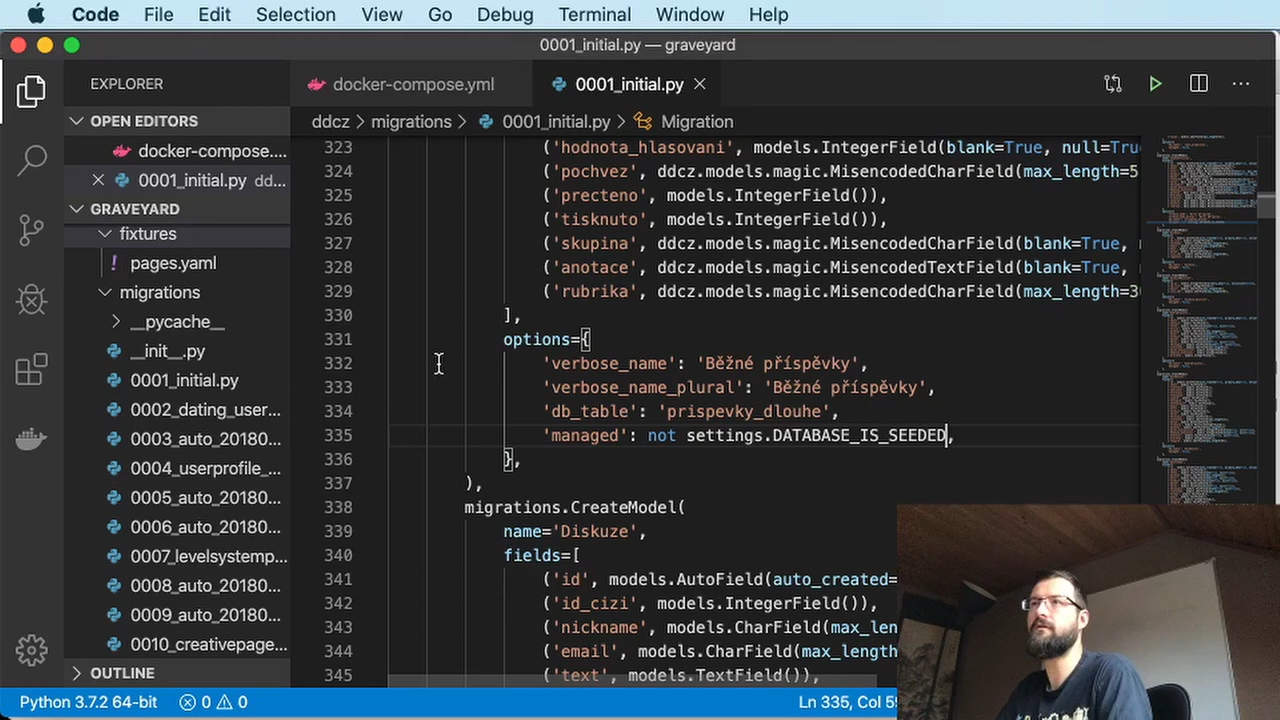 Code File Edit Selection View Go Debug Terminal Window Help
0001_initial.py — graveyard
EXPLORER
OPEN EDITORS
docker-compose....
0001_initial.py dd...
GRAVEYARD
fixtures
pages.yaml
migrations
__pycache__
__init__.py
0001_initial.py
0002_dating_user...
0003_auto_2018...
0004_userprofile_...
0005_auto_20180...
0006_auto_20180...
0007_levelsystemp...
0008_auto_20180...
0009_auto_20180...
0010_creativepage...
OUTLINE
docker-compose.yml
0001_initial.py
ddcz > migrations > 0001_initial.py > Migration
323 ('hodnota_hlasovani', models.IntegerField(blank=True, null=Tru
324 ('pochvez', ddcz.models.magic.MisencodedCharField(max_length=5
325 ('precteno', models.IntegerField()),
326 ('tisknuto', models.IntegerField()),
327 ('skupina', ddcz.models.magic.MisencodedCharField(blank=True,
328 ('anotace', ddcz.models.magic.MisencodedTextField(blank=True,
329 ('rubrika', ddcz.models.magic.MisencodedCharField(max_length=3
330 ],
331 options={
332 'verbose_name': 'Běžné příspěvky',
333 'verbose_name_plural': 'Běžné příspěvky',
334 'db_table': 'prispevky_dlouhe',
335 'managed': not settings.DATABASE_IS_SEEDED,
336 },
337 ),
338 migrations.CreateModel(
339 name='Diskuze',
340 fields=[
341 ('id', models.AutoField(auto_created=
342 ('id_cizi', models.IntegerField()),
343 ('nickname', models.CharField(max_len
344 ('email', models.CharField(max_length
345 ('text', models.TextField()),
Python 3.7.2 64-bit 0 0 Ln 335, Col 5